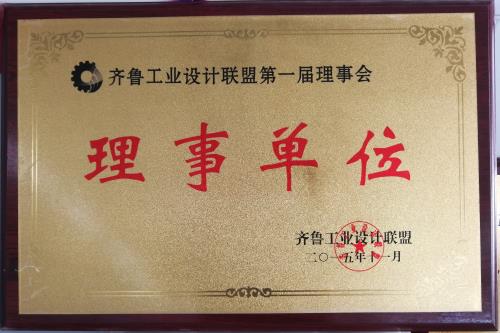 齐鲁工业设计联盟第一届理事会
理事单位
齐鲁工业设计联盟
二〇一五年十一月